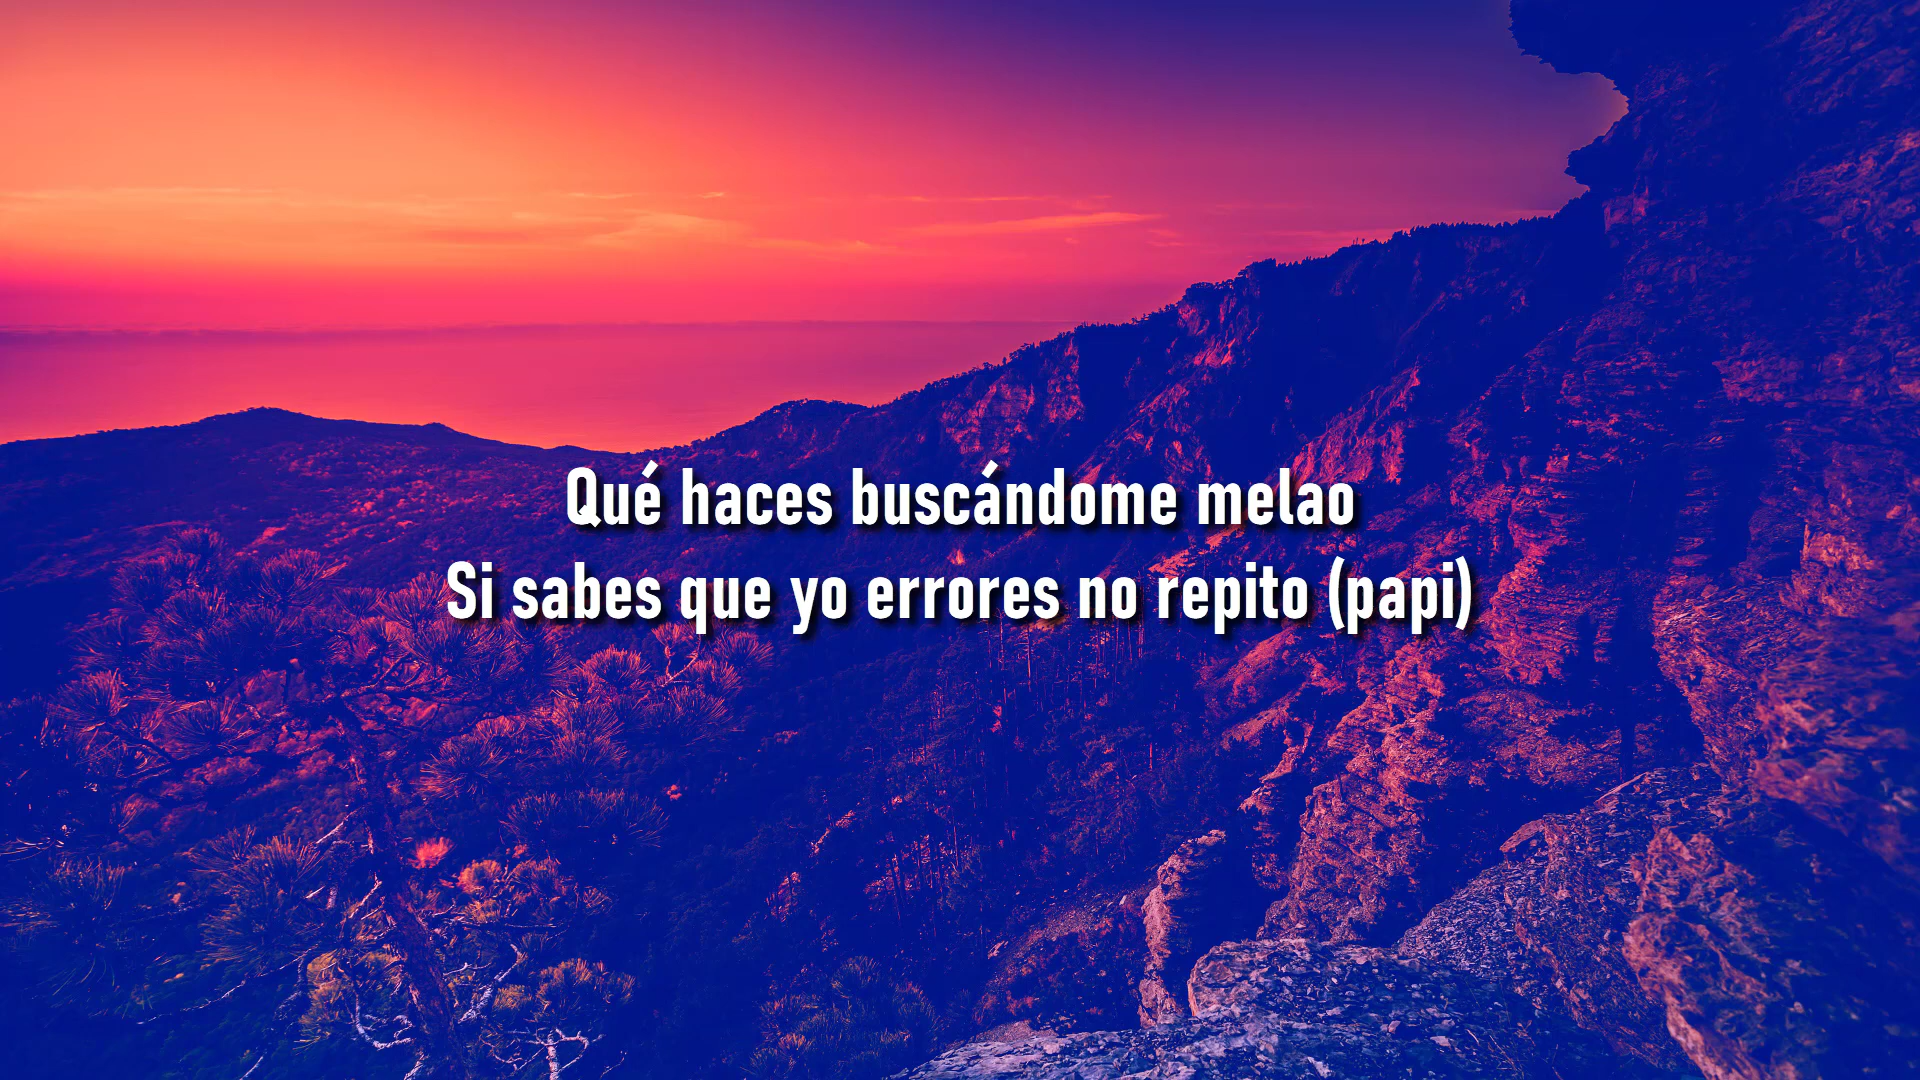 Qué haces buscándome melao
Si sabes que yo errores no repito (papi)